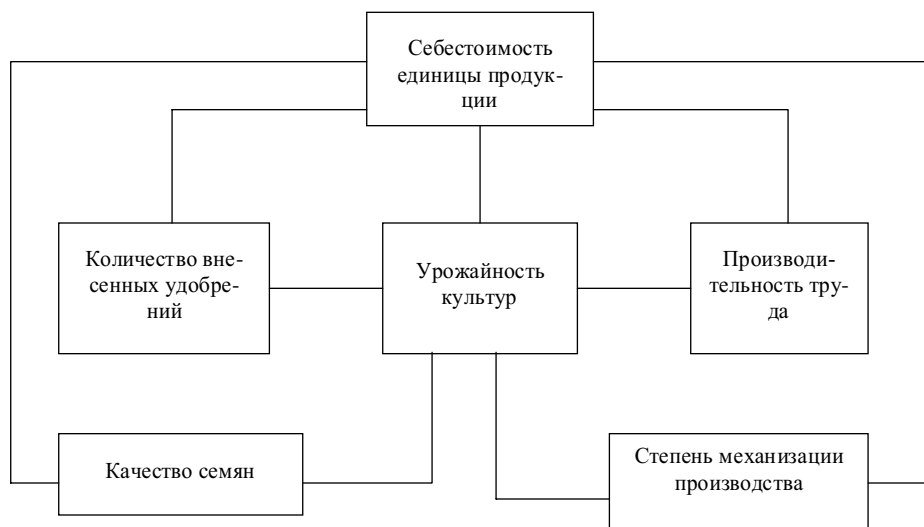 Себестоимость
единицы продук-
ции
Количество вне-
сенных удобре-
ний
Урожайность
культур
Производи-
тельность тру-
да
Качество семян
Степень механизации
производства